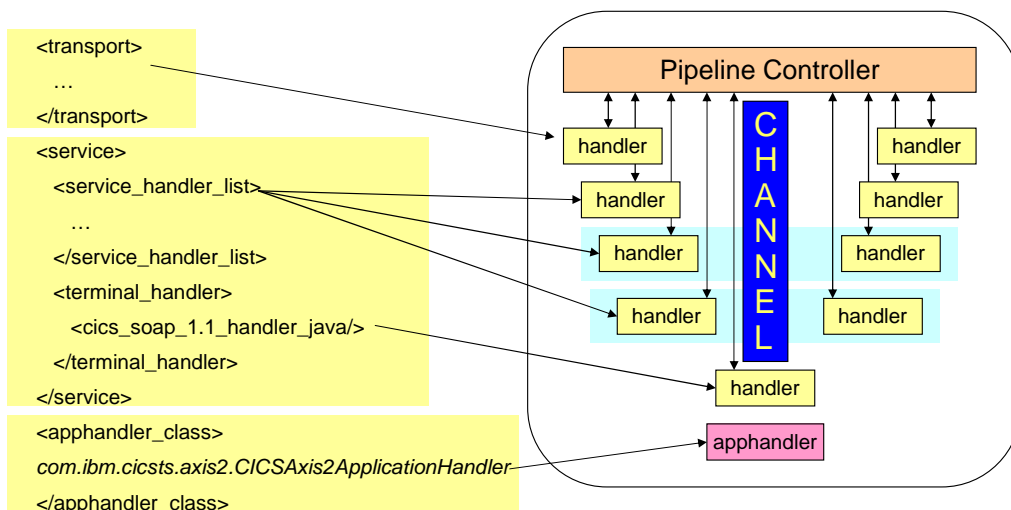 <transport>
…
</transport>
<service>
<service_handler_list>
…
</service_handler_list>
<terminal_handler>
<cics_soap_1.1_handler_java/>
</terminal_handler>
</service>
<apphandler_class>
com.ibm.cicsts.axis2.CICSAxis2ApplicationHandler
</apphandler_class>
Pipeline Controller
CHANNEL
handler
handler
handler
handler
handler
handler
handler
handler
handler
apphandler